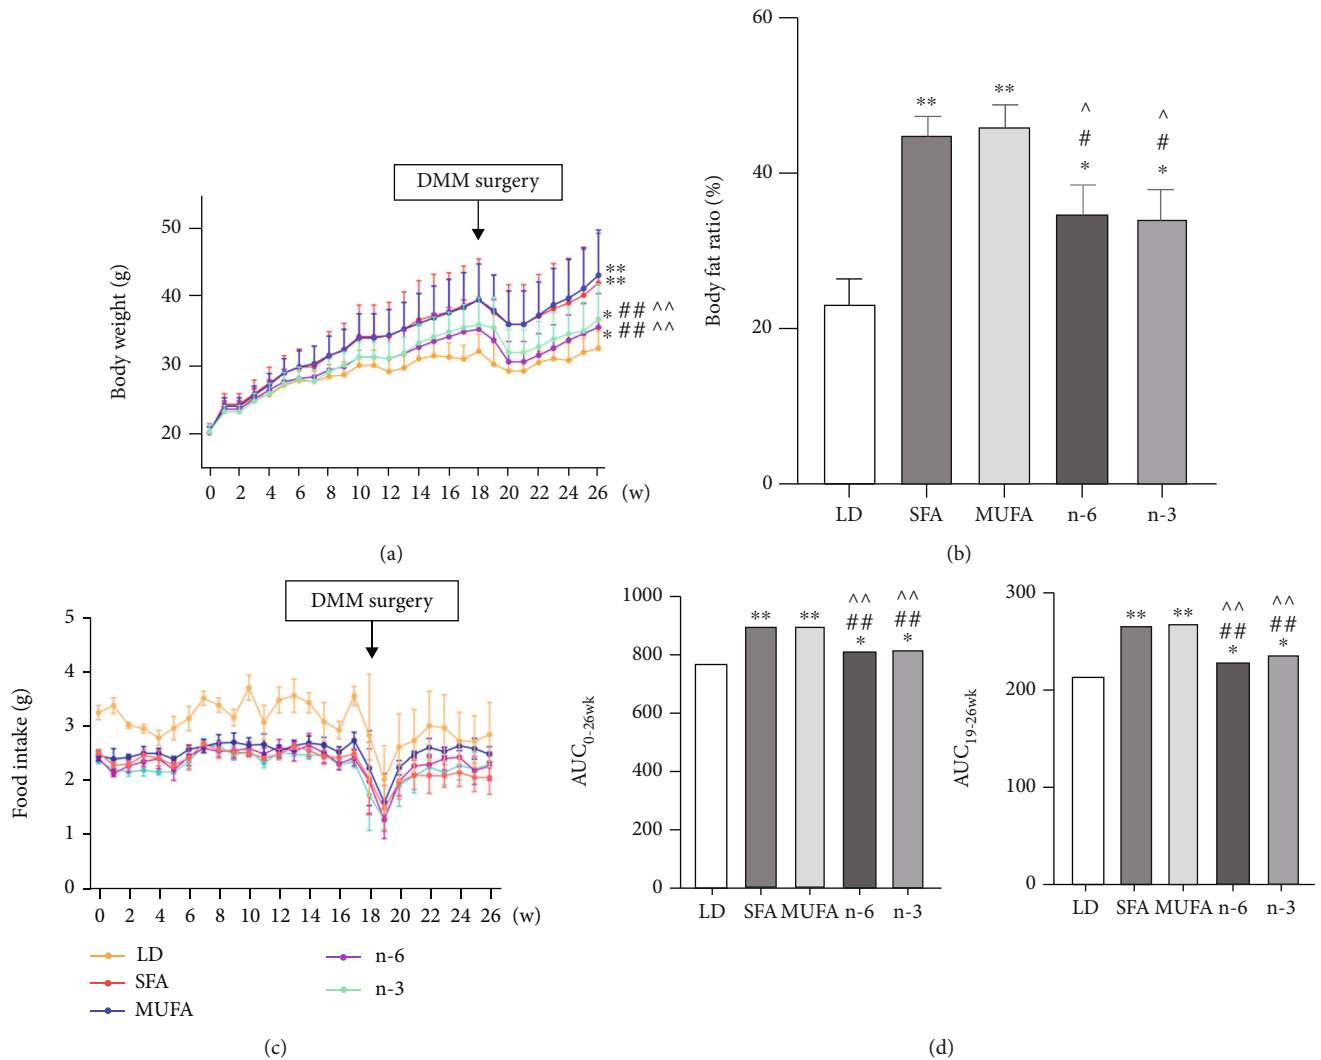 DMM surgery
Body weight (g)
50
40
30
20
**
**
* ## ^^
* ## ^^
0 2 4 6 8 10 12 14 16 18 20 22 24 26 (w)
(a)
Body fat ratio (%)
60
40
20
0
**
**
^
#
*
^
#
*
LD SFA MUFA n-6 n-3
(b)
DMM surgery
Food intake (g)
5
4
3
2
1
0
0 2 4 6 8 10 12 14 16 18 20 22 24 26 (w)
LD
SFA
MUFA
n-6
n-3
(c)
AUC0-26wk
1000
800
600
400
200
0
**
**
^^
##
*
^^
##
*
LD SFA MUFA n-6 n-3
AUC19-26wk
300
200
100
0
**
**
^^
##
*
^^
##
*
LD SFA MUFA n-6 n-3
(d)